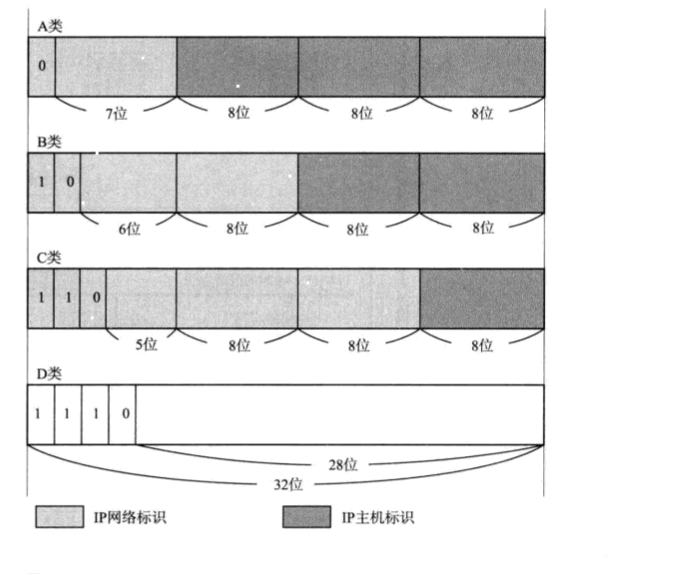 A类
0
7位 8位 8位 8位
B类
1 0
6位 8位 8位 8位
C类
1 1 0
5位 8位 8位 8位
D类
1 1 1 0
28位
32位
IP网络标识 IP主机标识